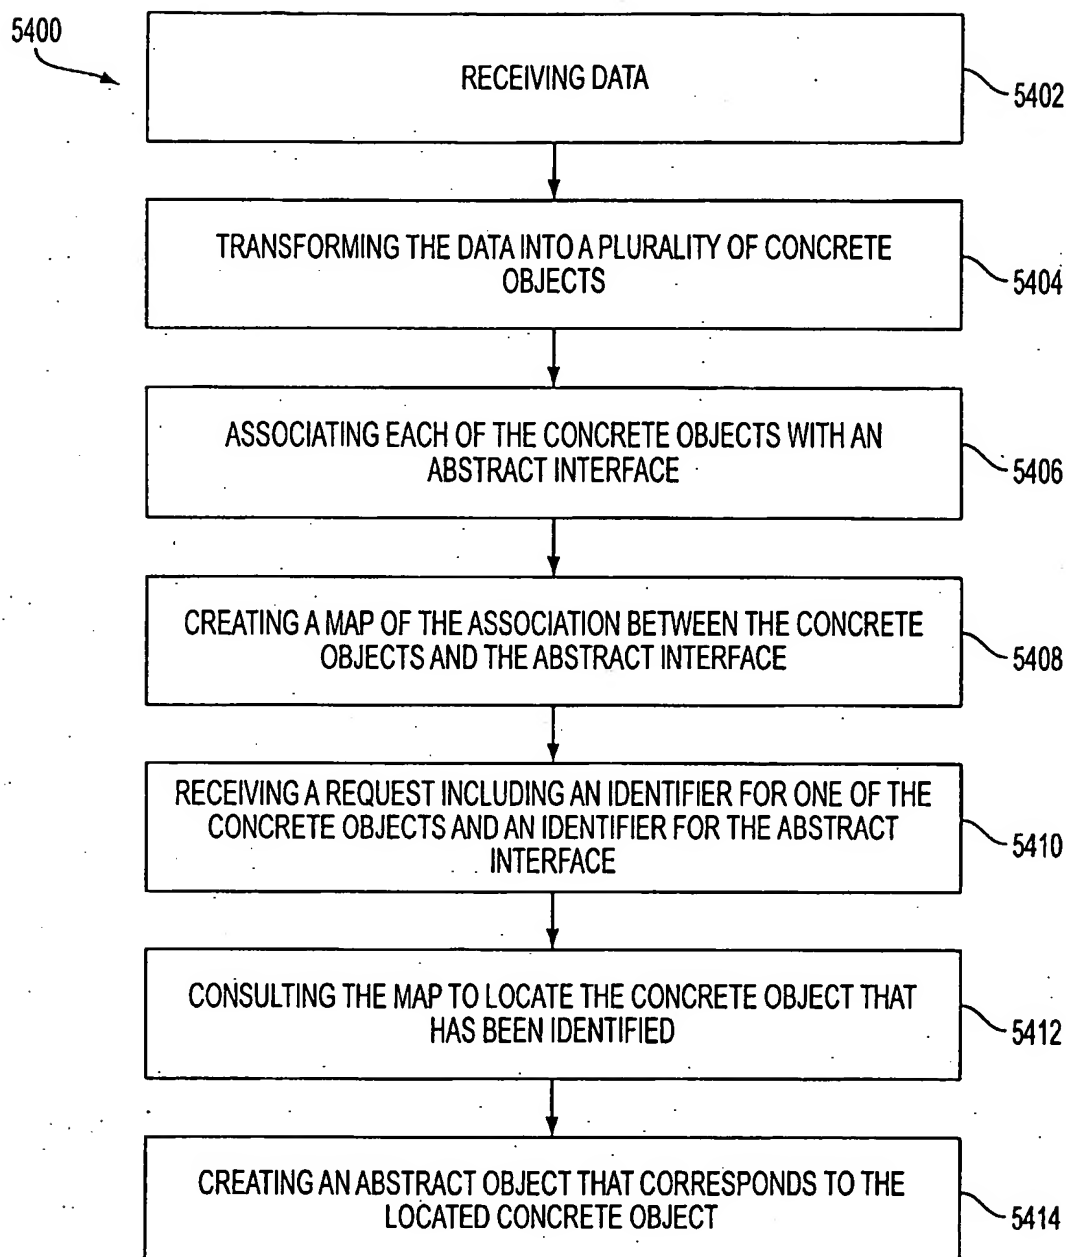 5400
RECEIVING DATA
5402
TRANSFORMING THE DATA INTO A PLURALITY OF CONCRETE
OBJECTS
5404
ASSOCIATING EACH OF THE CONCRETE OBJECTS WITH AN
ABSTRACT INTERFACE
5406
CREATING A MAP OF THE ASSOCIATION BETWEEN THE CONCRETE
OBJECTS AND THE ABSTRACT INTERFACE
5408
RECEIVING A REQUEST INCLUDING AN IDENTIFIER FOR ONE OF THE
CONCRETE OBJECTS AND AN IDENTIFIER FOR THE ABSTRACT
INTERFACE
5410
CONSULTING THE MAP TO LOCATE THE CONCRETE OBJECT THAT
HAS BEEN IDENTIFIED
5412
CREATING AN ABSTRACT OBJECT THAT CORRESPONDS TO THE
LOCATED CONCRETE OBJECT
5414